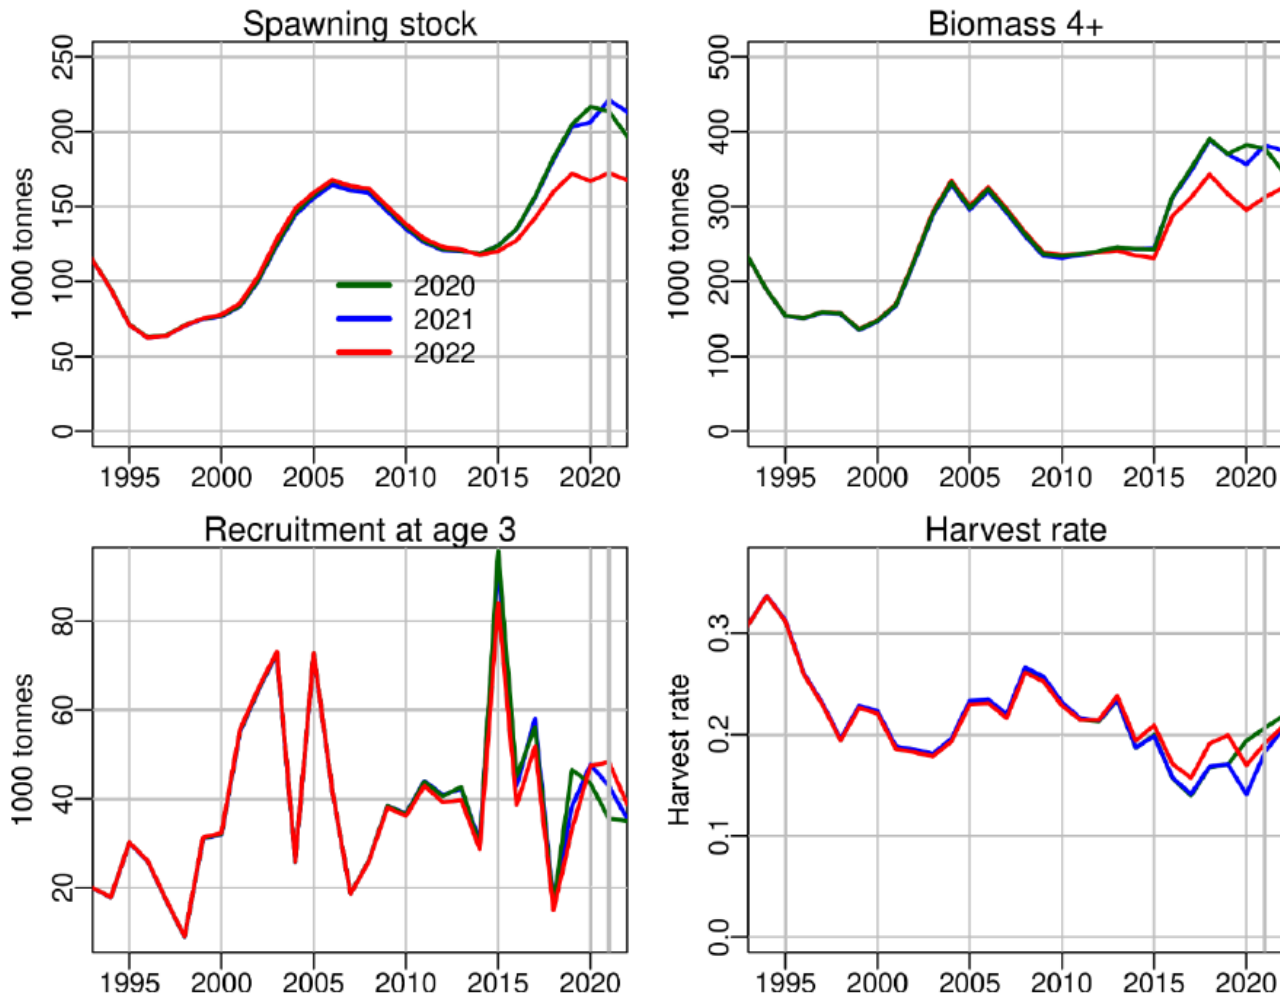 Spawning stock
1000 tonnes
250
200
150
100
50
0
2020
2021
2022
1995 2000 2005 2010 2015 2020
Biomass 4+
1000 tonnes
500
400
300
200
100
0
1995 2000 2005 2010 2015 2020
Recruitment at age 3
1000 tonnes
80
60
40
20
1995 2000 2005 2010 2015 2020
Harvest rate
Harvest rate
0.3
0.2
0.1
0.0
1995 2000 2005 2010 2015 2020